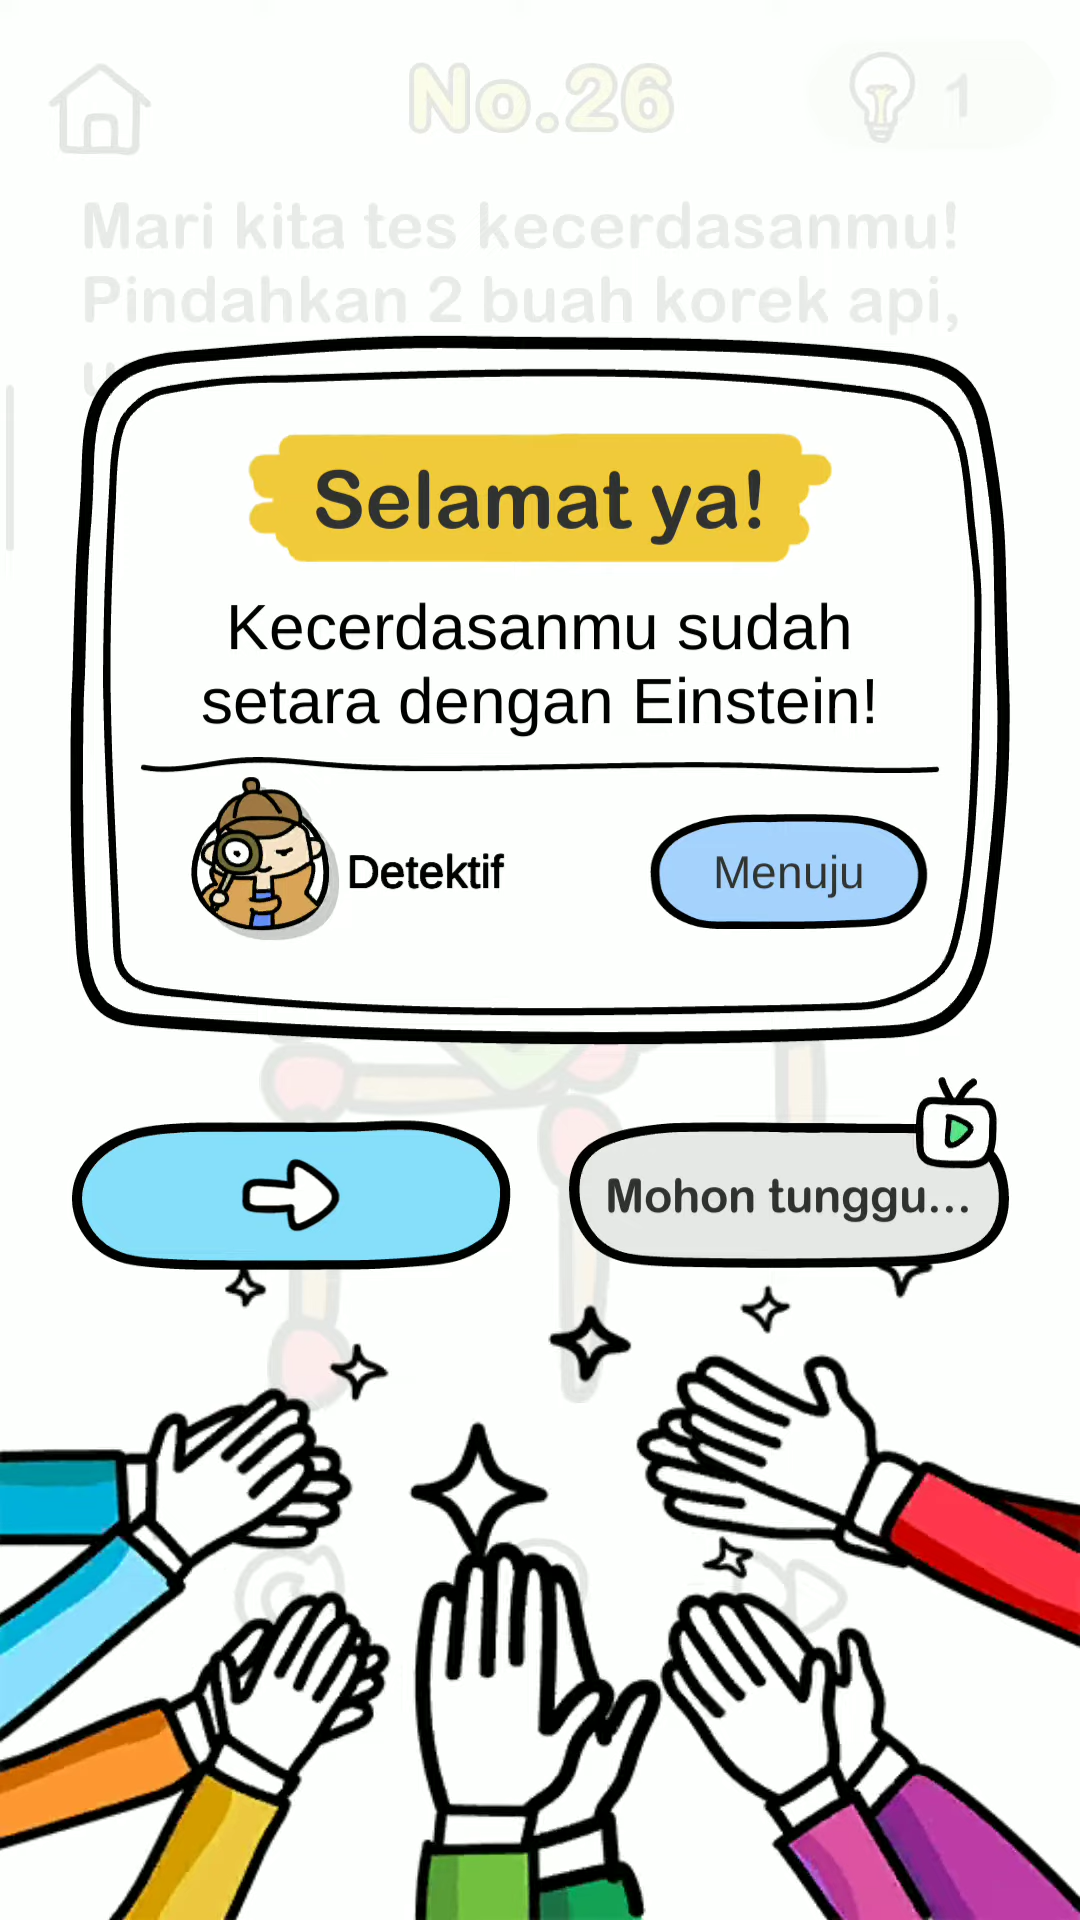 No.26
1
Mari kita tes kecerdasanmu!
Pindahkan 2 buah korek api,
Selamat ya!
Kecerdasanmu sudah
setara dengan Einstein!
Detektif
Menuju
Mohon tunggu...